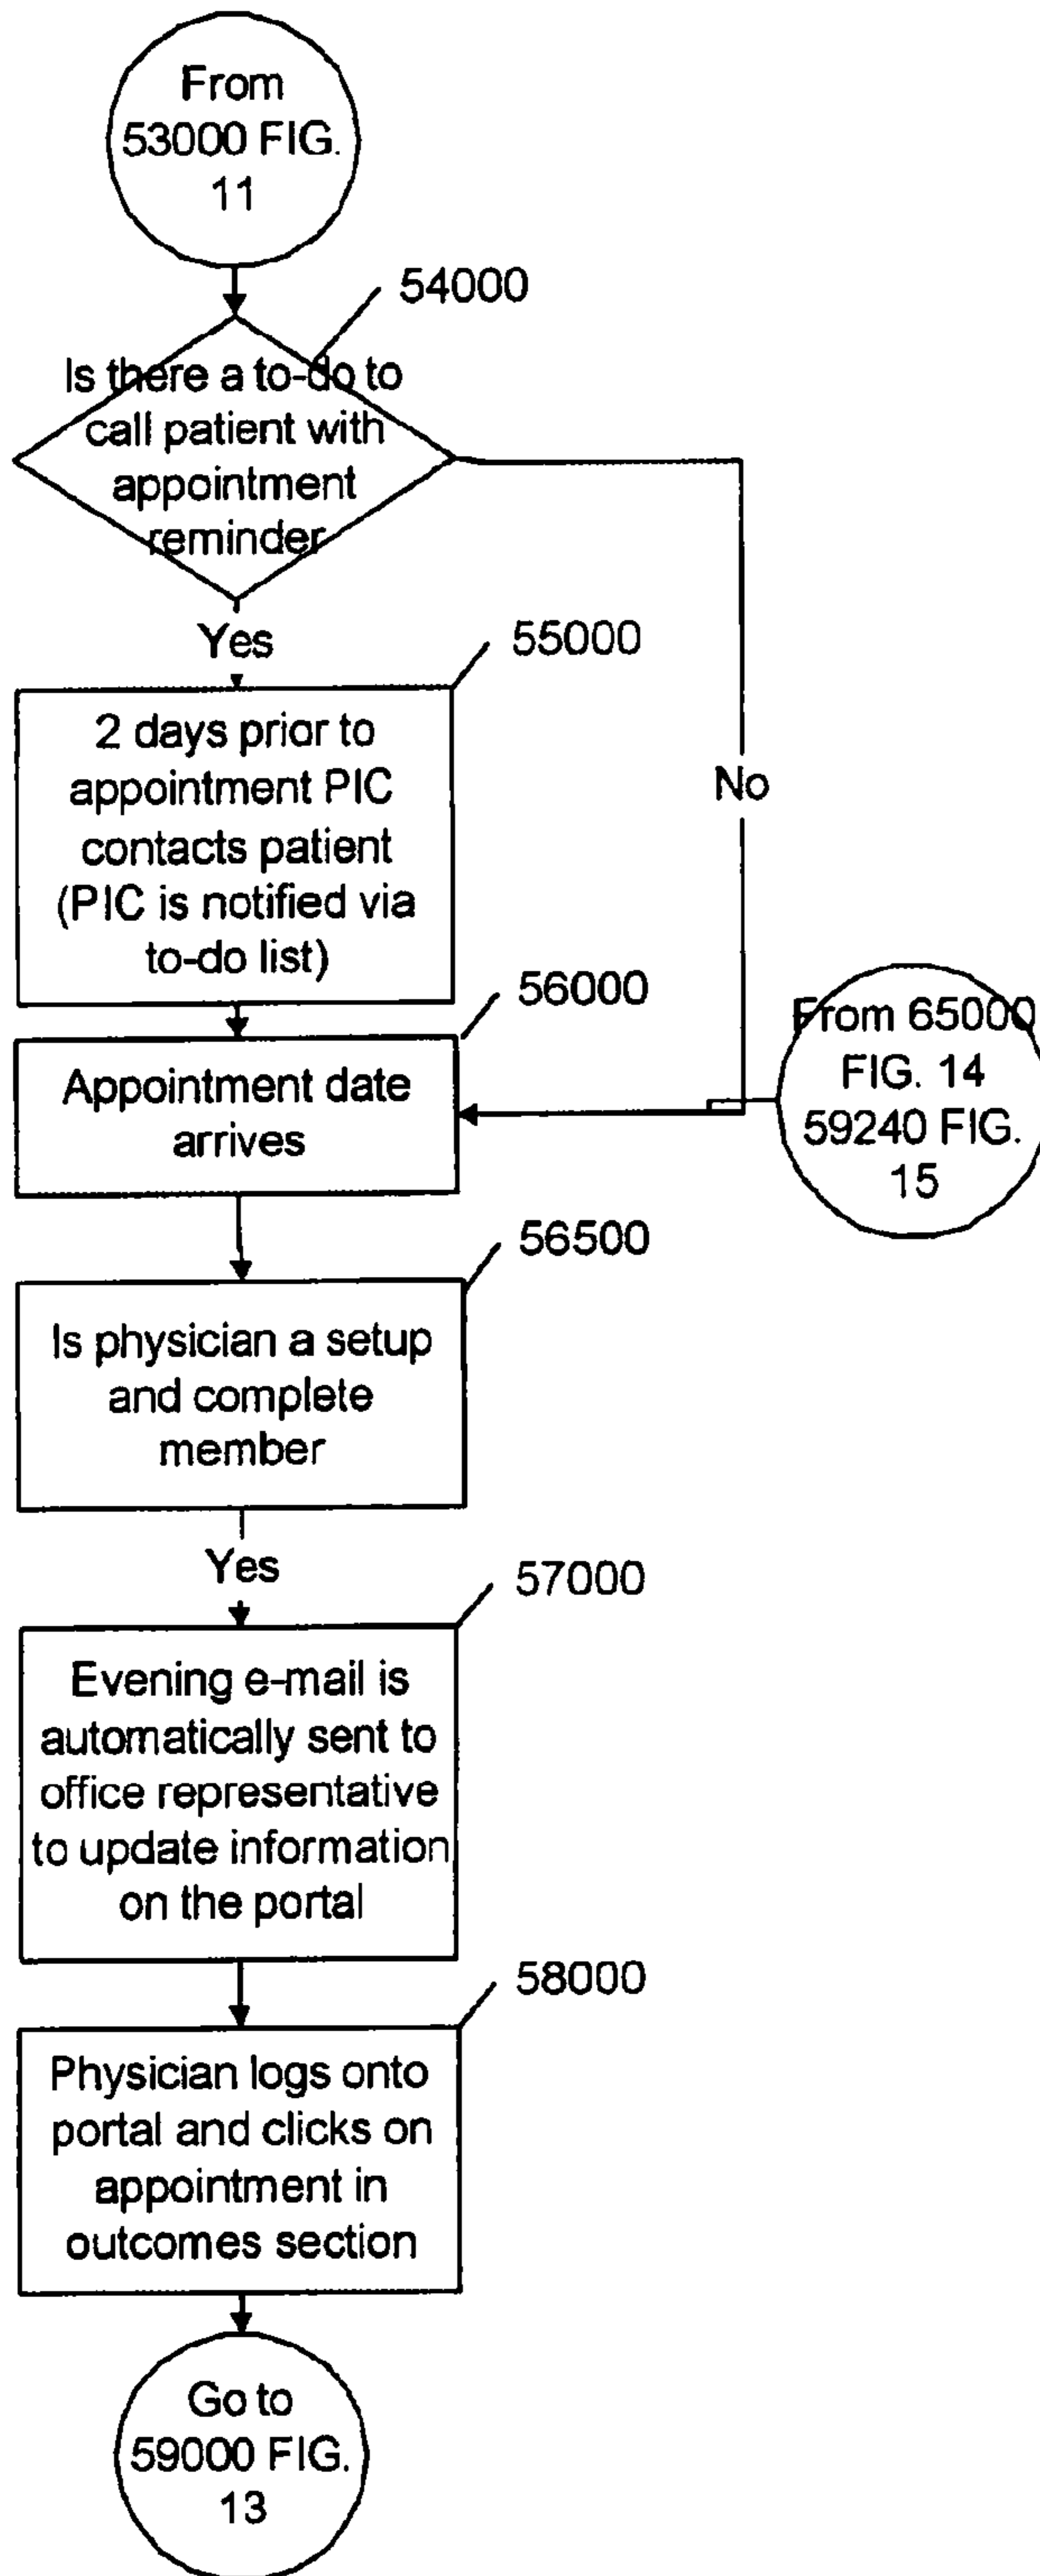 From
53000 FIG.
11
54000
Is there a to-do to
call patient with
appointment
reminder
Yes
55000
2 days prior to
appointment PIC
contacts patient
(PIC is notified via
to-do list)
No
56000
Appointment date
arrives
From 65000
FIG. 14
59240 FIG.
15
56500
Is physician a setup
and complete
member
Yes
57000
Evening e-mail is
automatically sent to
office representative
to update information
on the portal
58000
Physician logs onto
portal and clicks on
appointment in
outcomes section
Go to
59000 FIG.
13